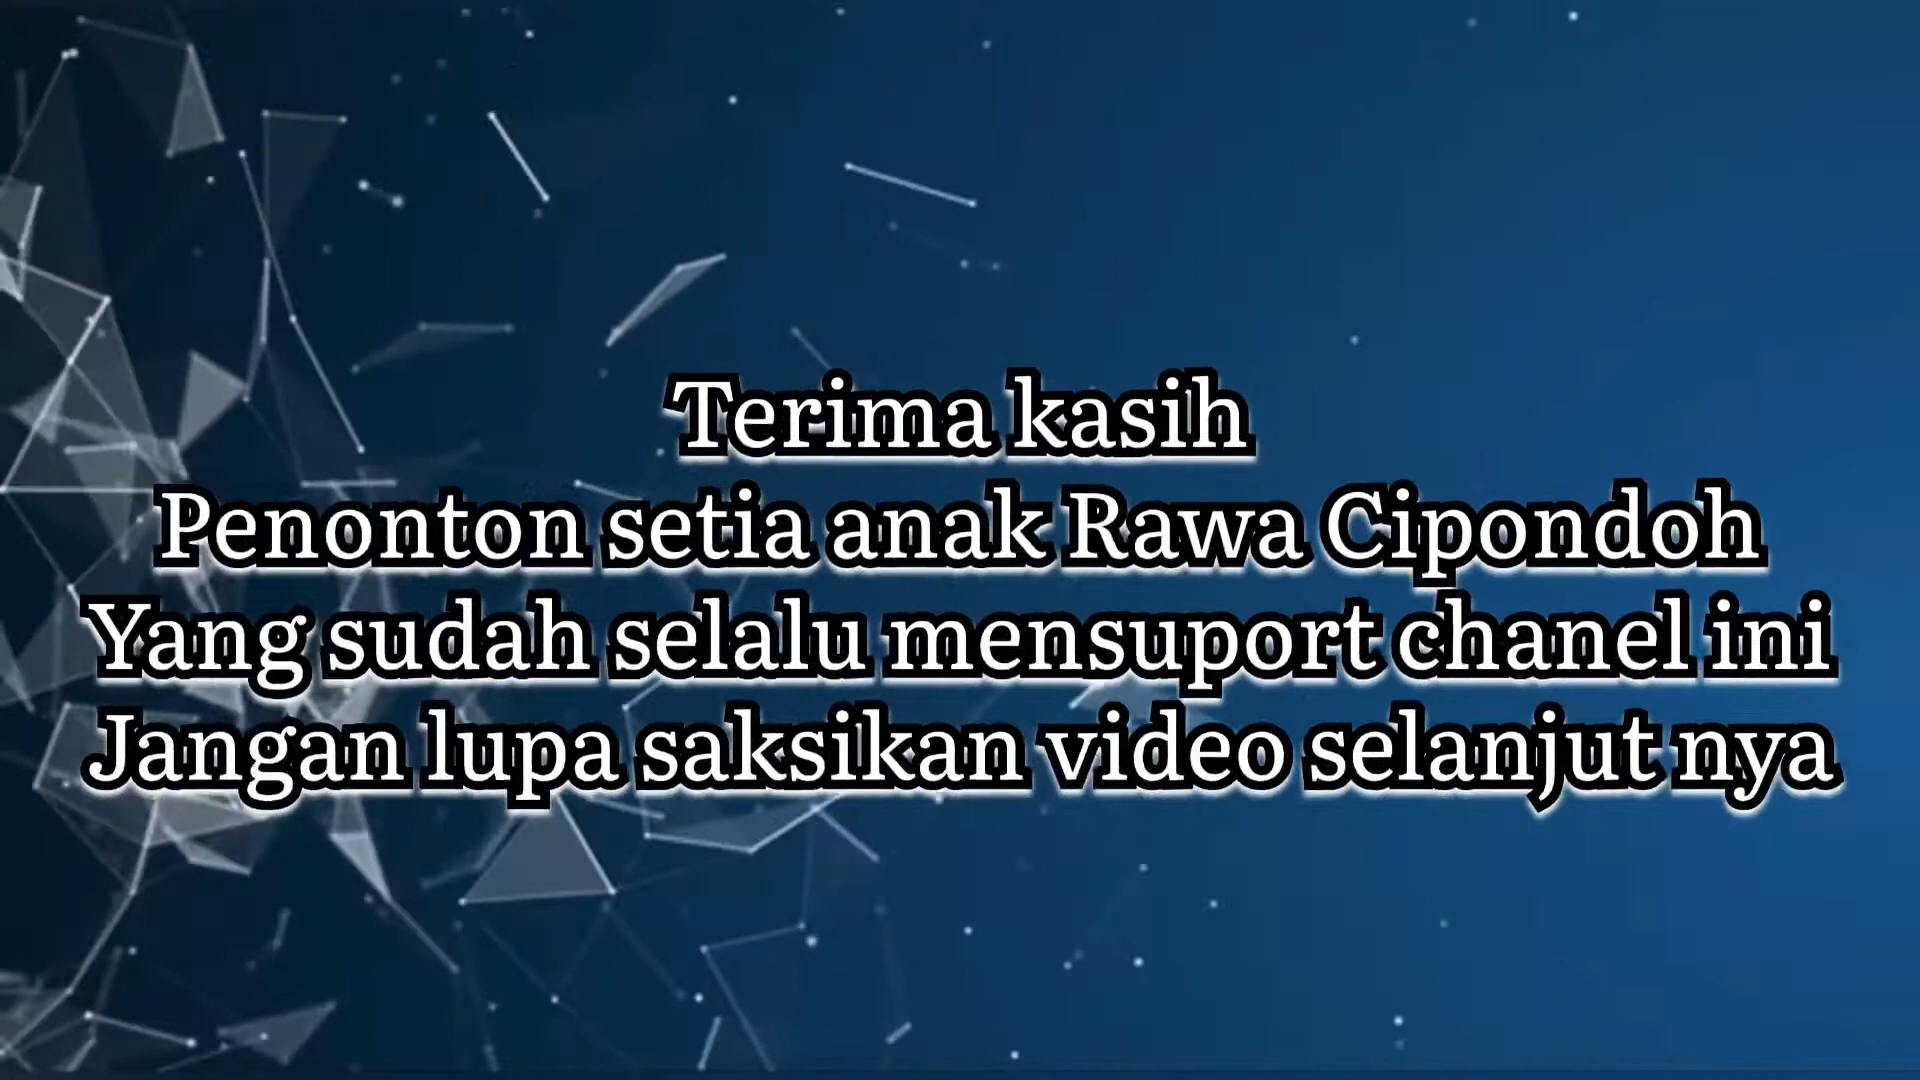 Terima kasih
Penonton setia anak Rawa Cipondoh
Yang sudah selalu mensuport chanel ini
Jangan lupa saksikan video selanjut nya